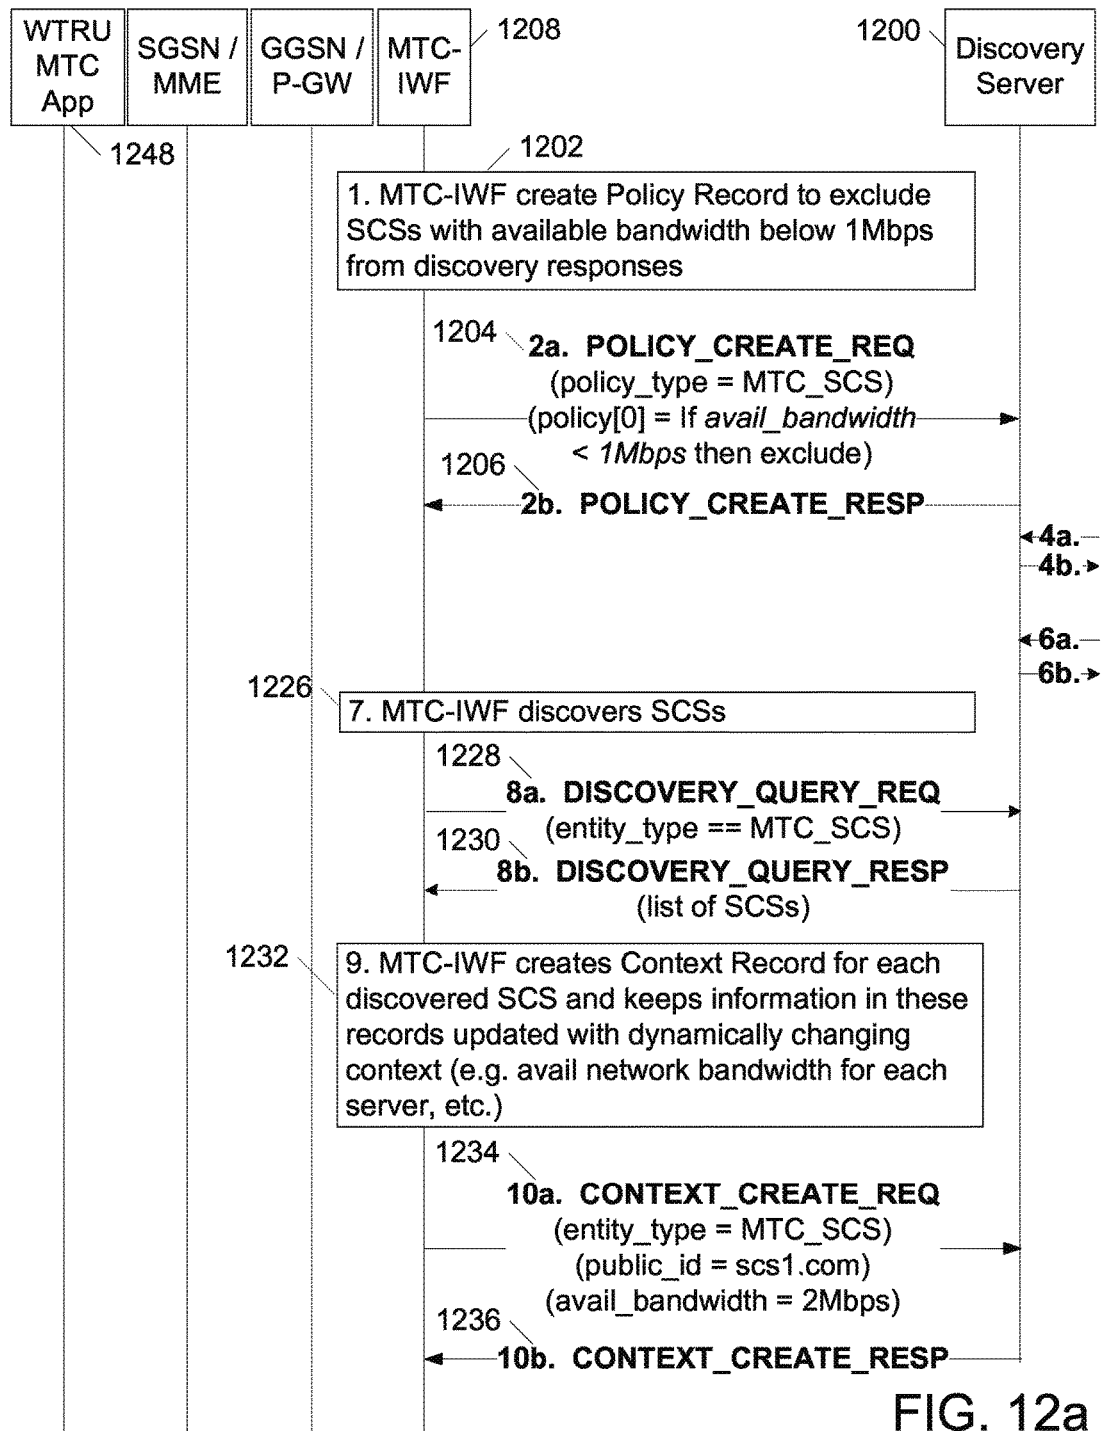 WTRU
MTC
App
SGSN /
MME
GGSN /
P-GW
MTC-
IWF
1208
1200
Discovery
Server
1248
1202
1. MTC-IWF create Policy Record to exclude
SCSs with available bandwidth below 1Mbps
from discovery responses
1204
2a. POLICY_CREATE_REQ
(policy_type = MTC_SCS)
(policy[0] = If avail_bandwidth
< 1Mbps then exclude)
1206
2b. POLICY_CREATE_RESP
4a.
4b.
6a.
6b.
1226
7. MTC-IWF discovers SCSs
1228
8a. DISCOVERY_QUERY_REQ
(entity_type == MTC_SCS)
1230
8b. DISCOVERY_QUERY_RESP
(list of SCSs)
1232
9. MTC-IWF creates Context Record for each
discovered SCS and keeps information in these
records updated with dynamically changing
context (e.g. avail network bandwidth for each
server, etc.)
1234
10a. CONTEXT_CREATE_REQ
(entity_type = MTC_SCS)
(public_id = scs1.com)
(avail_bandwidth = 2Mbps)
1236
10b. CONTEXT_CREATE_RESP
FIG. 12a